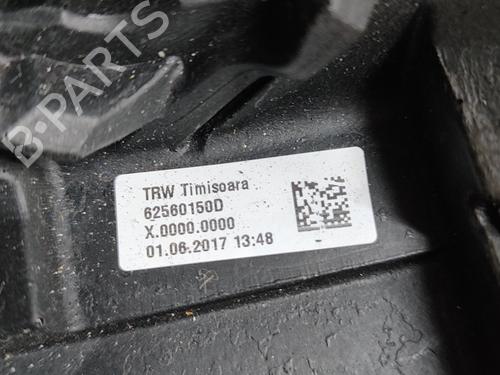 B-PARTS
TRW Timisoara
62560150D
X.0000.0000
01.06.2017 13:48